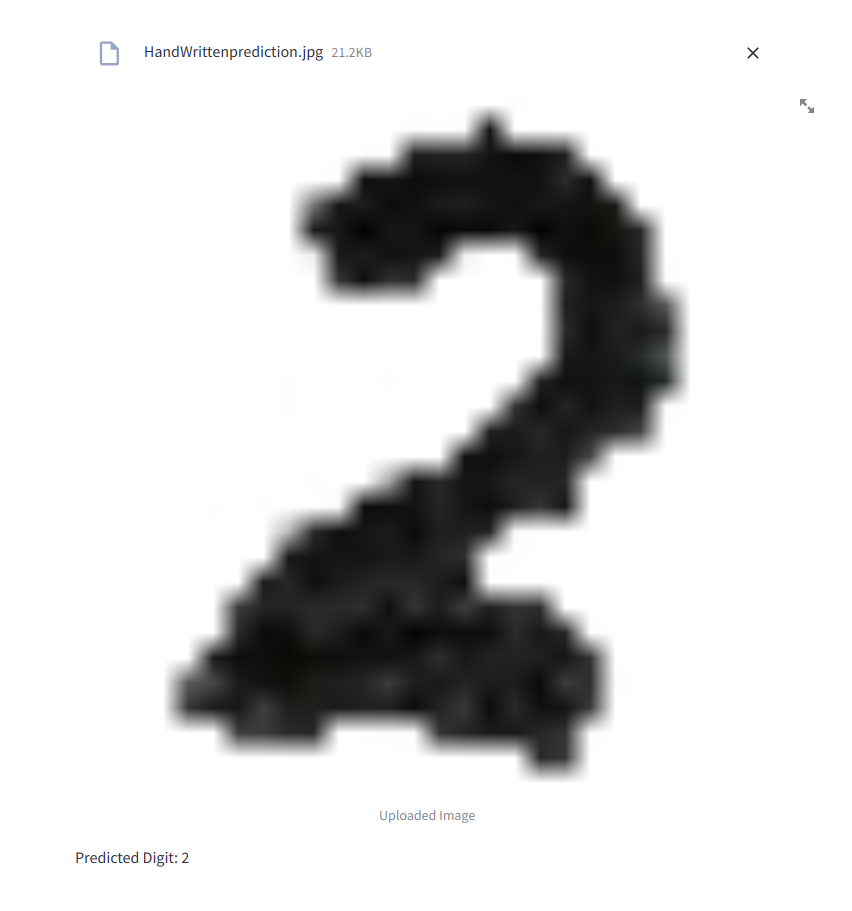 HandWrittenprediction.jpg 21.2KB
2
Uploaded Image
Predicted Digit: 2